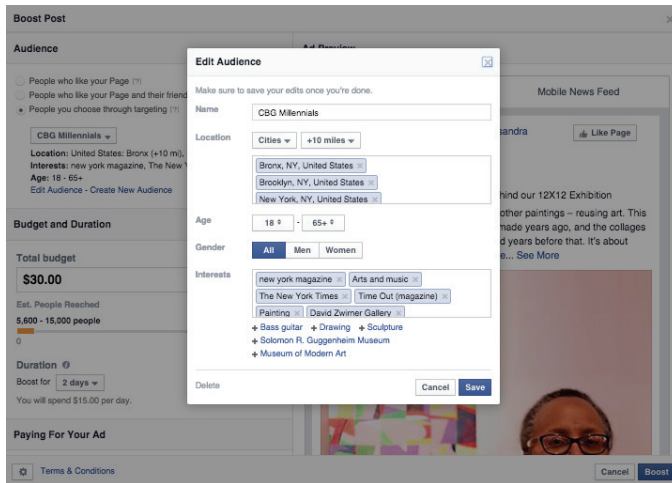 Boost Post
Audience
People who like your Page [?]
People who like your Page and their friend
People you choose through targeting [?]
CBG Millennials
Location: United States: Bronx (+10 mi),
Interests: new york magazine, The New Y
Age: 18 - 65+
Edit Audience - Create New Audience
Budget and Duration
Total budget
$30.00
Est. People Reached
5,600 - 15,000 people
0
Duration
Boost for 2 days
You will spend $15.00 per day.
Paying For Your Ad
Terms & Conditions
Edit Audience
Make sure to save your edits once you're done.
Name CBG Millennials
Location Cities +10 miles
Bronx, NY, United States
Brooklyn, NY, United States
New York, NY, United States
Age 18 - 65+
Gender All Men Women
Interests new york magazine Arts and music
The New York Times Time Out (magazine)
Painting David Zwirner Gallery
+ Bass guitar + Drawing + Sculpture
+ Solomon R. Guggenheim Museum
+ Museum of Modern Art
Delete Cancel Save
Ad Preview
Mobile News Feed
sandra Like Page
hind our 12X12 Exhibition
other paintings – reusing art. This
made years ago, and the collages
d years before that. It's about
... See More
Cancel Boost